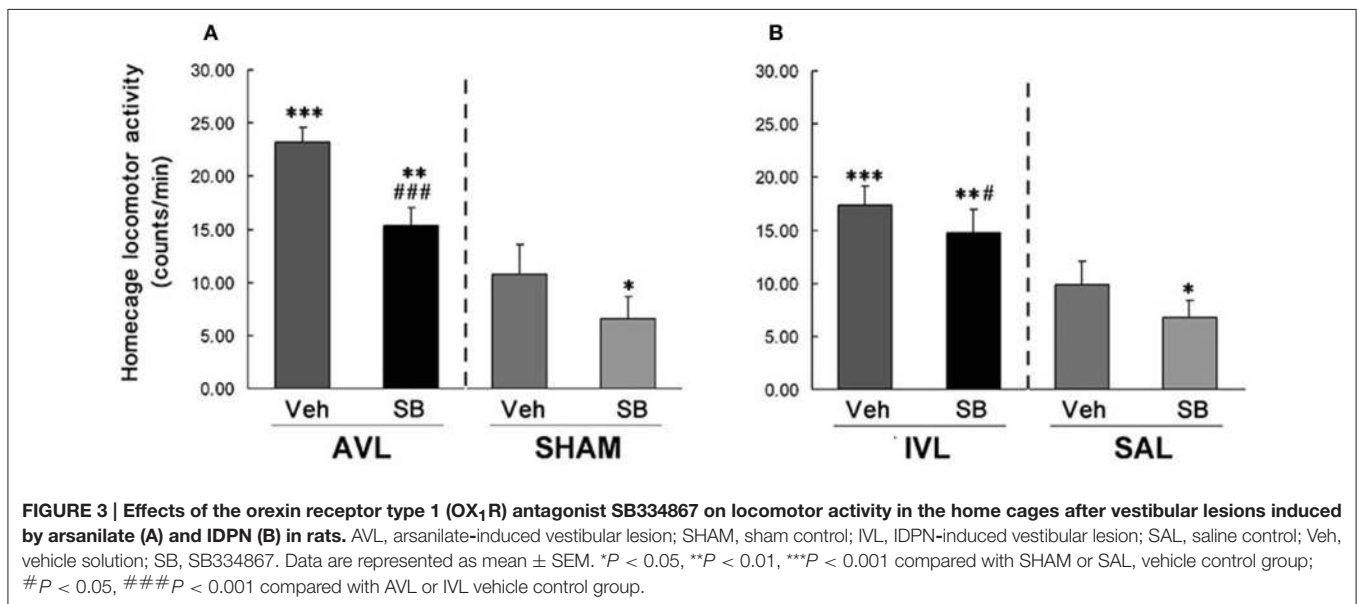 A
Homecage locomotor activity
(counts/min)
30.00
25.00
20.00
15.00
10.00
5.00
0.00
***
**
###
*
Veh
SB
Veh
SB
AVL
SHAM
B
30.00
25.00
20.00
15.00
10.00
5.00
0.00
***
**#
*
Veh
SB
Veh
SB
IVL
SAL
FIGURE 3 | Effects of the orexin receptor type 1 (OX₁R) antagonist SB334867 on locomotor activity in the home cages after vestibular lesions induced
by arsanilate (A) and IDPN (B) in rats. AVL, arsanilate-induced vestibular lesion; SHAM, sham control; IVL, IDPN-induced vestibular lesion; SAL, saline control; Veh,
vehicle solution; SB, SB334867. Data are represented as mean ± SEM. *P < 0.05, **P < 0.01, ***P < 0.001 compared with SHAM or SAL, vehicle control group;
#P < 0.05, ###P < 0.001 compared with AVL or IVL vehicle control group.